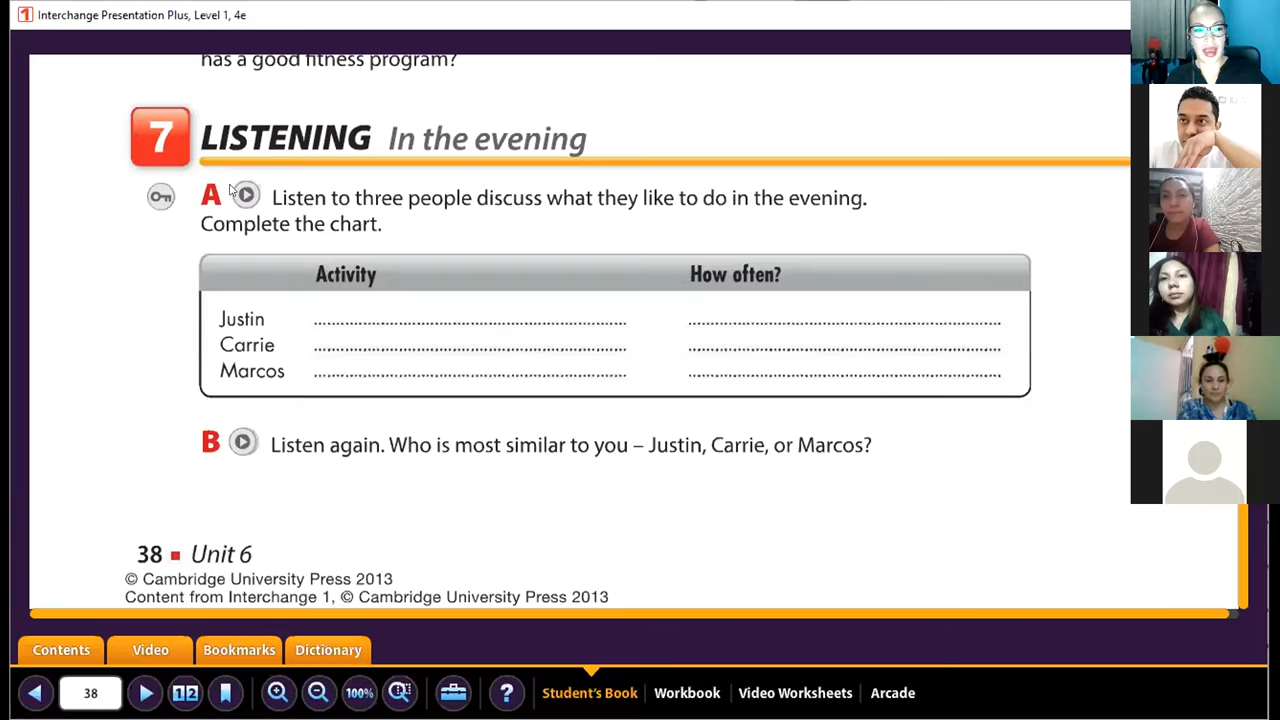 Interchange Presentation Plus, Level 1, 4e
has a good fitness program?
7 LISTENING In the evening
A Listen to three people discuss what they like to do in the evening.
Complete the chart.
Activity How often?
Justin
Carrie
Marcos
B Listen again. Who is most similar to you – Justin, Carrie, or Marcos?
38 ■ Unit 6
© Cambridge University Press 2013
Content from Interchange 1, © Cambridge University Press 2013
Contents Video Bookmarks Dictionary
38 1 2 100% ? Student's Book Workbook Video Worksheets Arcade